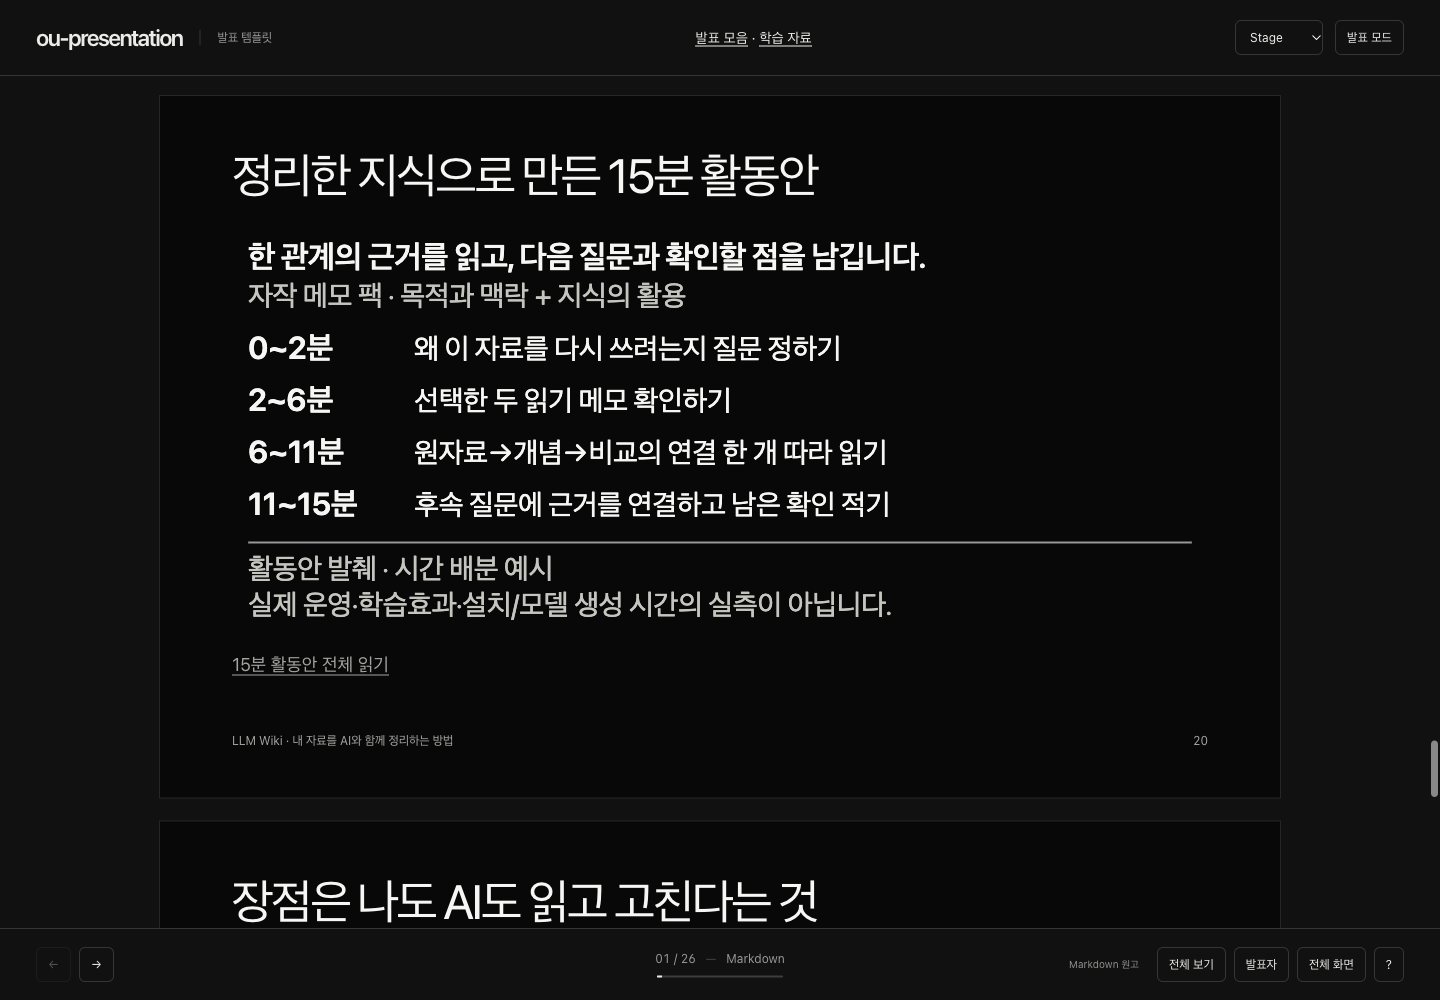 ou-presentation
발표 템플릿
발표 모음 · 학습 자료
Stage
발표 모드
정리한 지식으로 만든 15분 활동안
한 관계의 근거를 읽고, 다음 질문과 확인할 점을 남깁니다.
자작 메모 팩 · 목적과 맥락 + 지식의 활용
0~2분 왜 이 자료를 다시 쓰려는지 질문 정하기
2~6분 선택한 두 읽기 메모 확인하기
6~11분 원자료→개념→비교의 연결 한 개 따라 읽기
11~15분 후속 질문에 근거를 연결하고 남은 확인 적기
활동안 발췌 · 시간 배분 예시
실제 운영·학습효과·설치/모델 생성 시간의 실측이 아닙니다.
15분 활동안 전체 읽기
LLM Wiki · 내 자료를 AI와 함께 정리하는 방법
20
장점은 나도 AI도 읽고 고친다는 것
← →
01 / 26 — Markdown
Markdown 원고
전체 보기
발표자
전체 화면
?